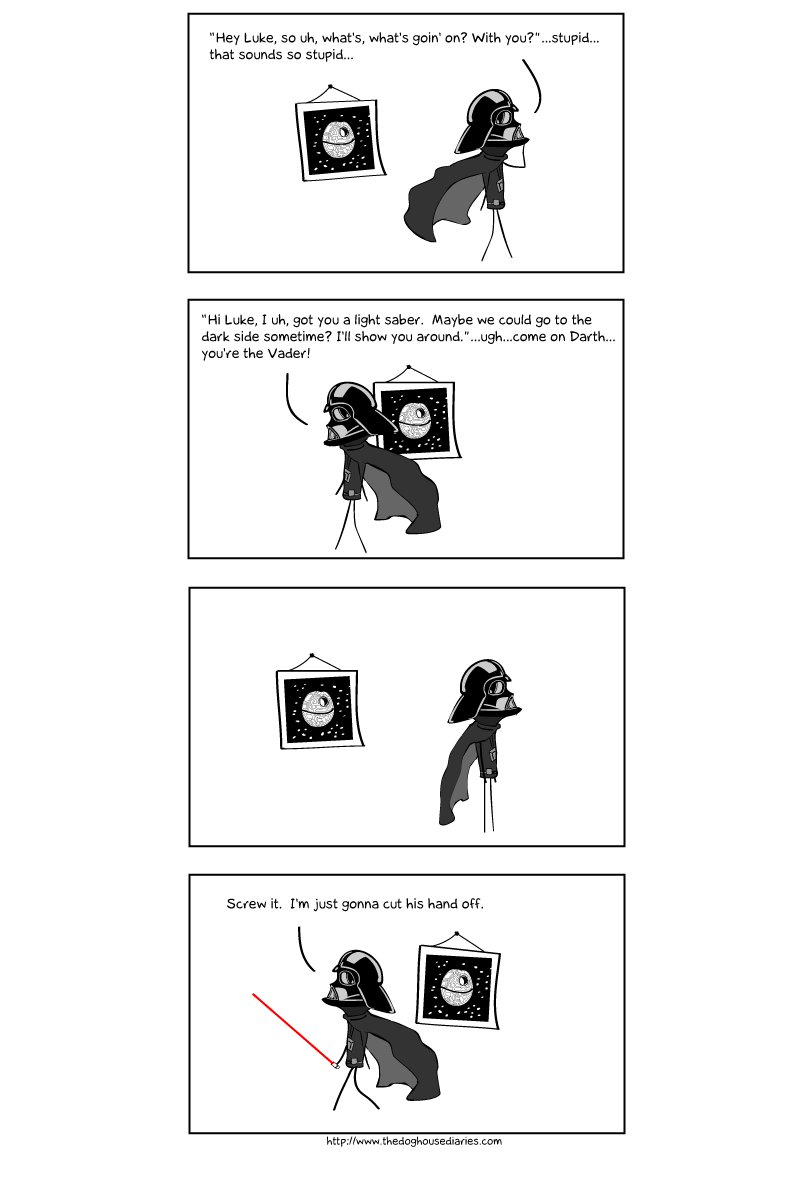 "Hey Luke, so uh, what's, what's goin' on? With you?"...stupid...
that sounds so stupid...
"Hi Luke, I uh, got you a light saber. Maybe we could go to the
dark side sometime? I'll show you around."...ugh...come on Darth...
you're the Vader!
Screw it. I'm just gonna cut his hand off.
http://www.thedoghousediaries.com